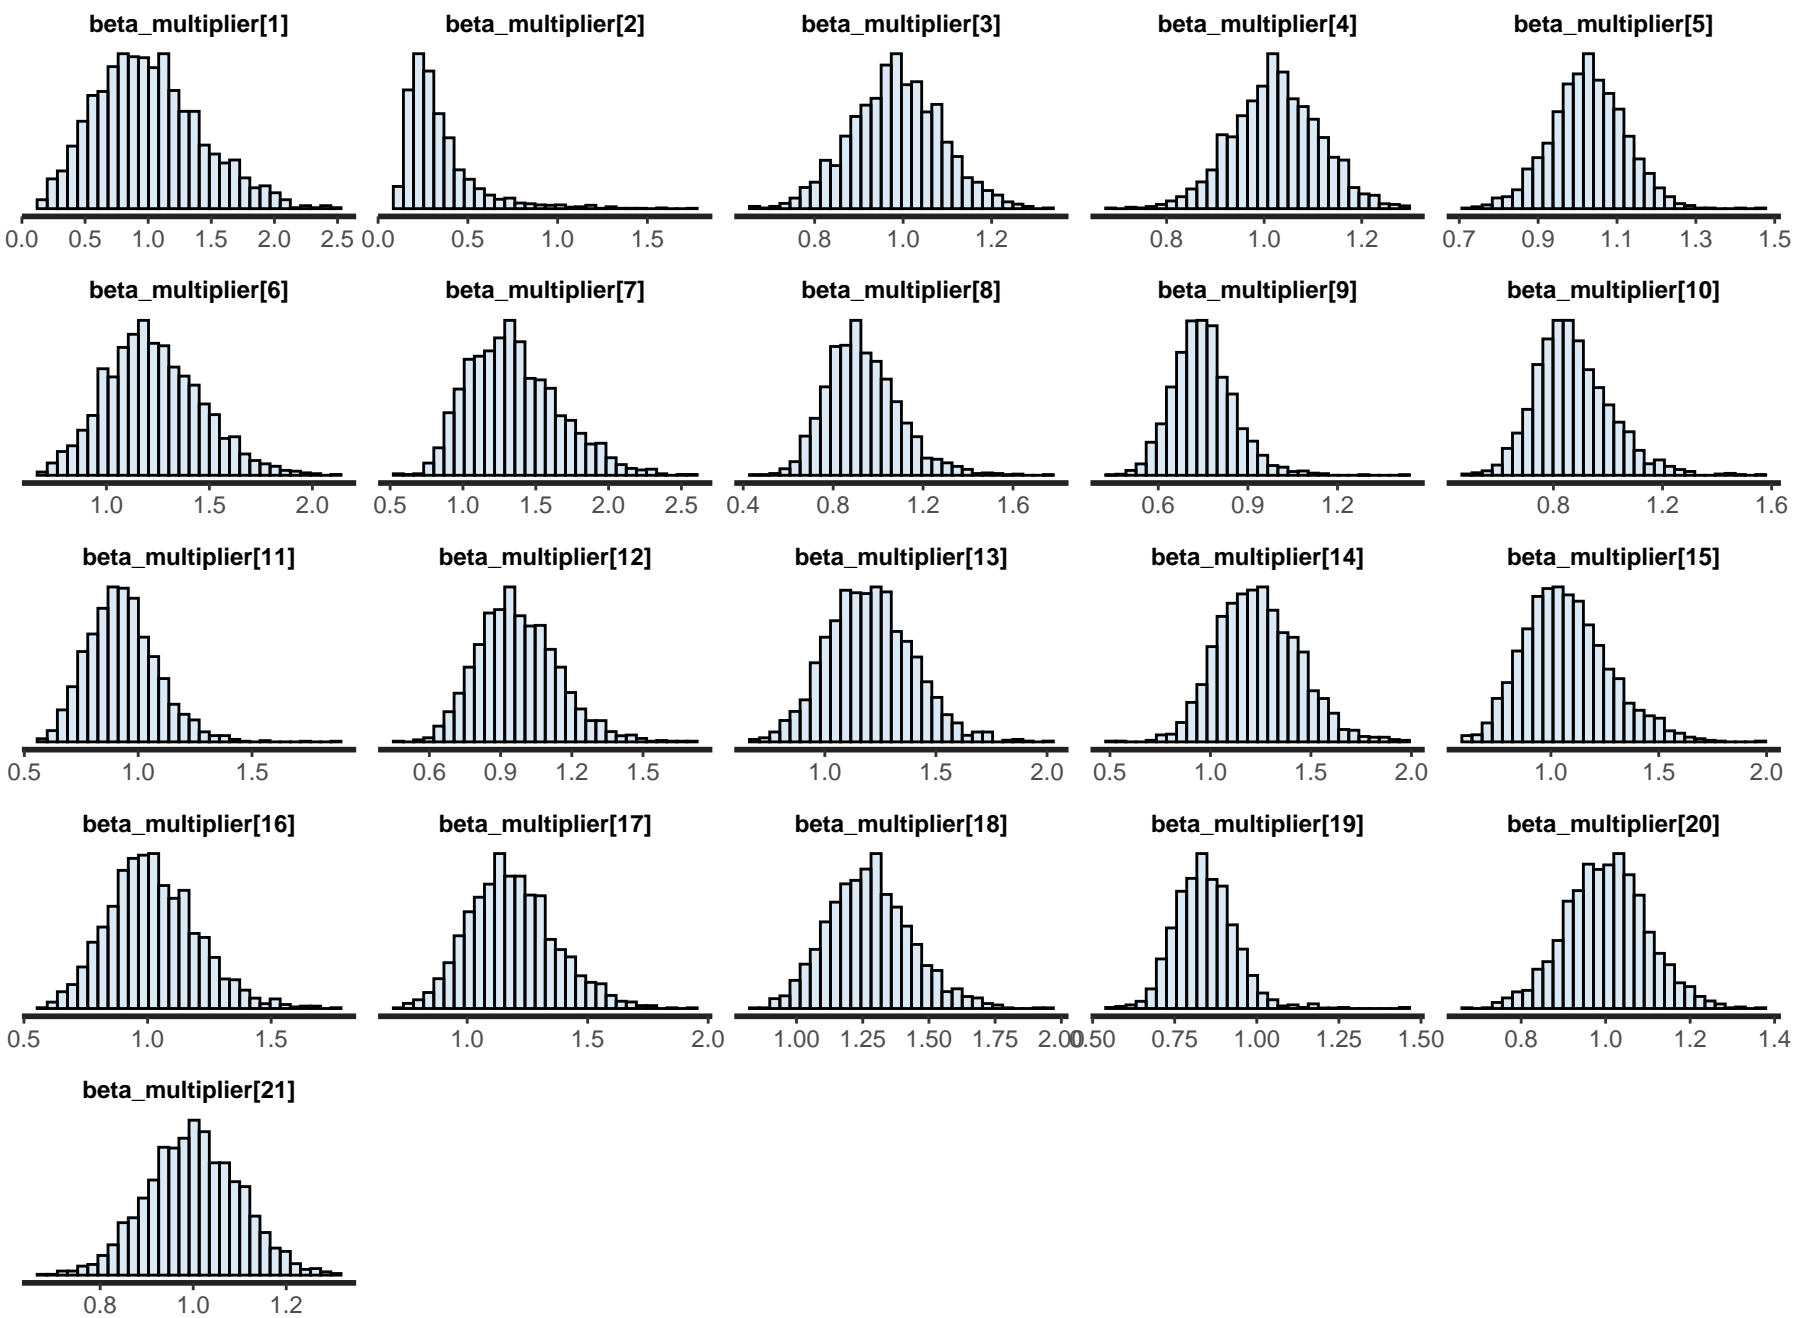 beta_multiplier[1] beta_multiplier[2] beta_multiplier[3] beta_multiplier[4] beta_multiplier[5]
0.0 0.5 1.0 1.5 2.0 2.5 0.0 0.5 1.0 1.5 0.8 1.0 1.2 0.8 1.0 1.2 0.7 0.9 1.1 1.3 1.5
beta_multiplier[6] beta_multiplier[7] beta_multiplier[8] beta_multiplier[9] beta_multiplier[10]
1.0 1.5 2.0 0.5 1.0 1.5 2.0 2.5 0.4 0.8 1.2 1.6 0.6 0.9 1.2 0.8 1.2 1.6
beta_multiplier[11] beta_multiplier[12] beta_multiplier[13] beta_multiplier[14] beta_multiplier[15]
0.5 1.0 1.5 0.6 0.9 1.2 1.5 1.0 1.5 2.0 0.5 1.0 1.5 2.0 1.0 1.5 2.0
beta_multiplier[16] beta_multiplier[17] beta_multiplier[18] beta_multiplier[19] beta_multiplier[20]
0.5 1.0 1.5 1.0 1.5 2.0 1.00 1.25 1.50 1.75 2.00 0.50 0.75 1.00 1.25 1.50 0.8 1.0 1.2 1.4
beta_multiplier[21]
0.8 1.0 1.2